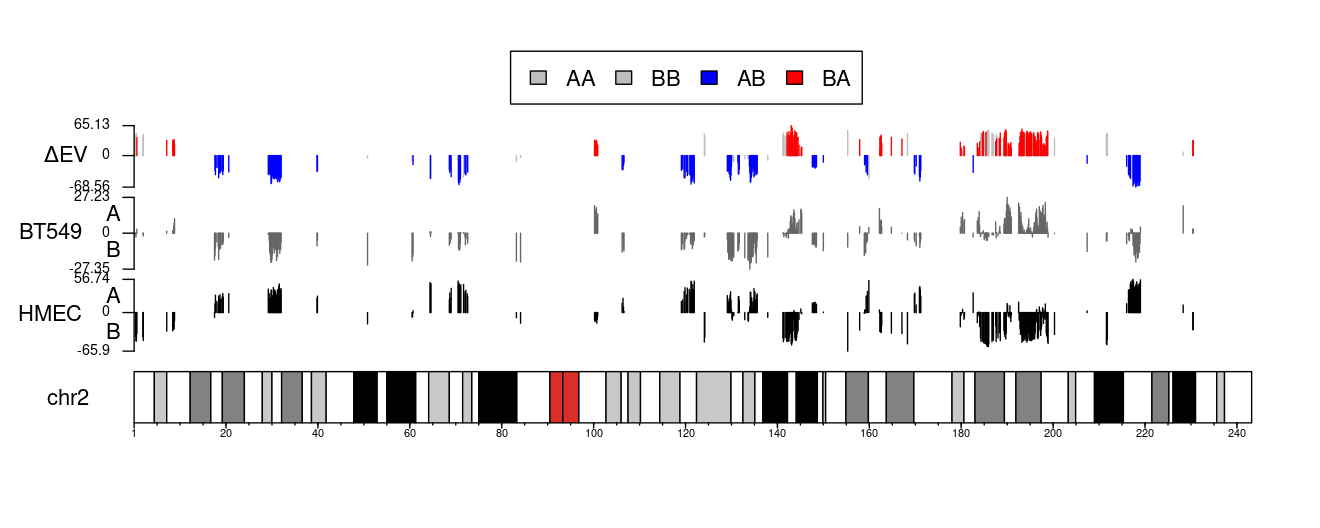 AA BB AB BA
65.13
ΔEV 0
-68.56
27.23
A
BT549 0
B
-27.35
56.74
A
HMEC 0
B
-65.9
chr2
1 20 40 60 80 100 120 140 160 180 200 220 240